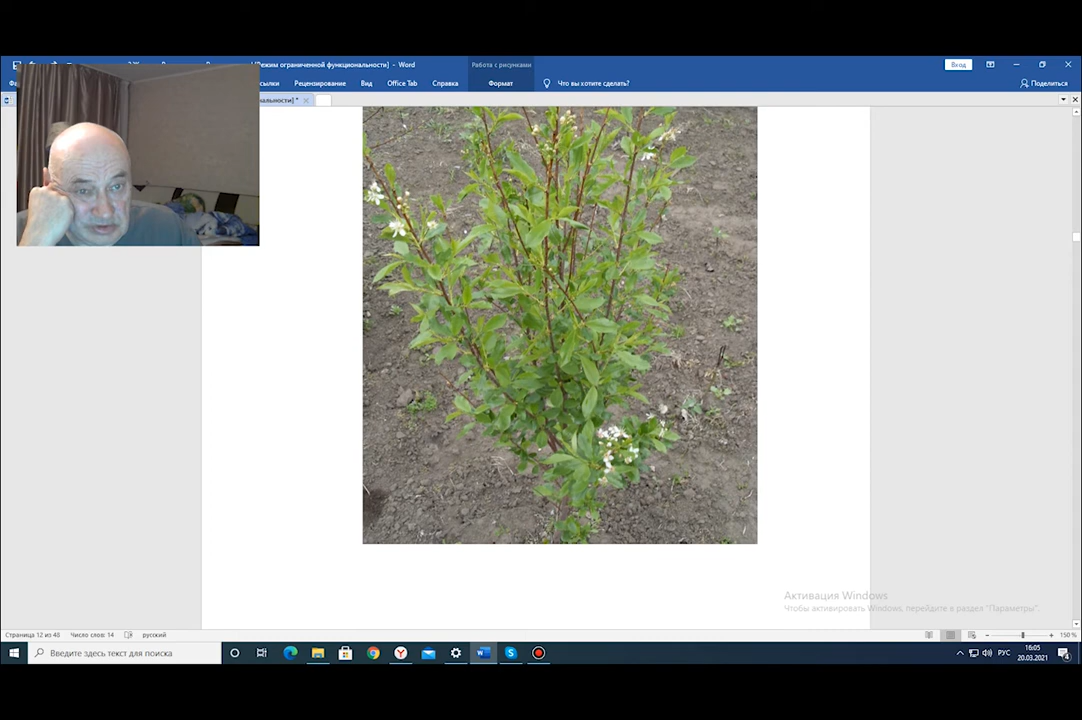 Режим ограниченной функциональности] - Word
Работа с рисунками
Вход
Рецензирование
Вид
Office Tab
Справка
Формат
Что вы хотите сделать?
Поделиться
Активация Windows
Чтобы активировать Windows, перейдите в раздел "Параметры".
Страница 12 из 48
Число слов: 14
русский
150 %
Введите здесь текст для поиска
РУС
16:05
20.03.2021
4